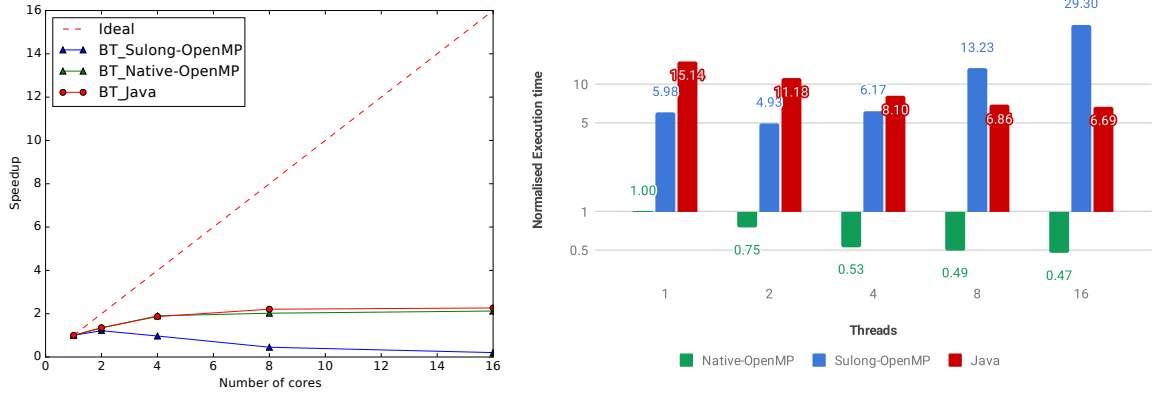 16
14
12
10
8
6
4
2
0
Speedup
Ideal
BT_Sulong-OpenMP
BT_Native-OpenMP
BT_Java
0 2 4 6 8 10 12 14 16
Number of cores
Normalised Execution time
10
5
1
0.5
1.00 5.98 15.14
0.75 4.93 11.18
0.53 6.17 8.10
0.49 13.23 6.86
0.47 29.30 6.69
1 2 4 8 16
Threads
Native-OpenMP Sulong-OpenMP Java